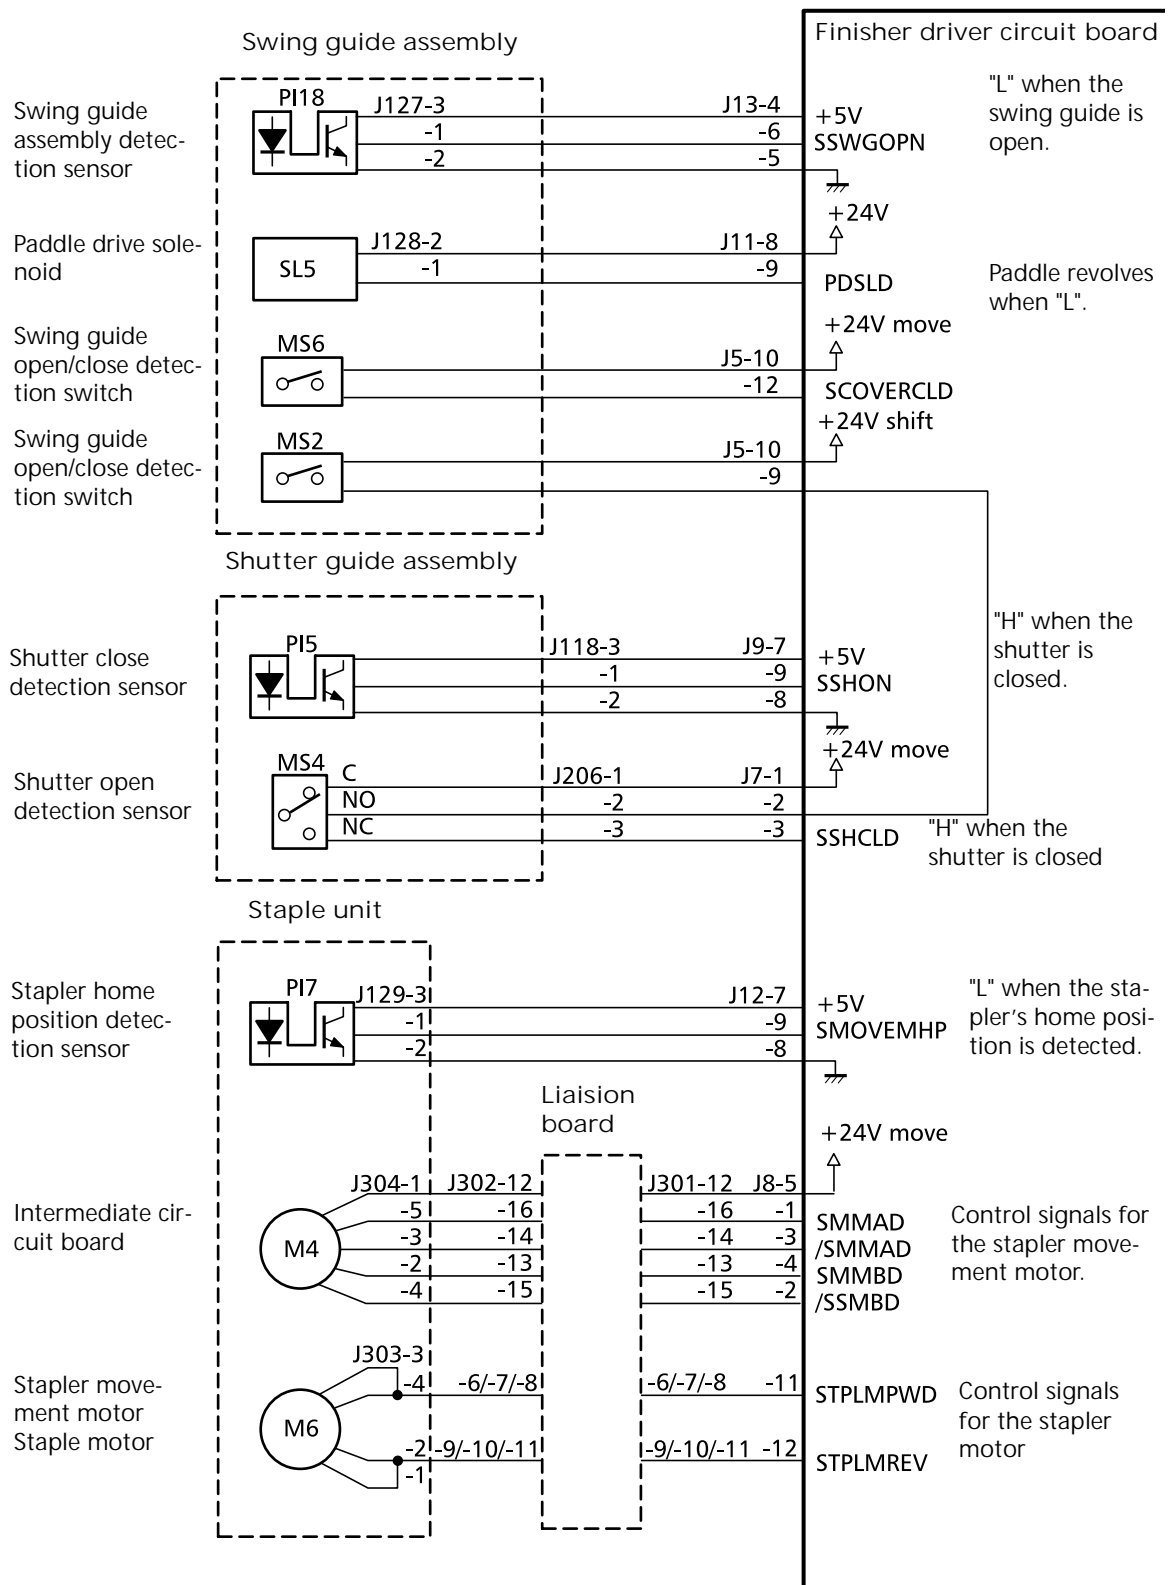 Finisher driver circuit board
Swing guide assembly
Swing guide
assembly detec-
tion sensor
PI18
J127-3
-1
-2
J13-4
-6
-5
+5V
SSWGOPN
"L" when the
swing guide is
open.
Paddle drive sole-
noid
SL5
J128-2
-1
J11-8
-9
+24V
PDSLD
Paddle revolves
when "L".
Swing guide
open/close detec-
tion switch
MS6
J5-10
-12
+24V move
SCOVERCLD
Swing guide
open/close detec-
tion switch
MS2
J5-10
-9
+24V shift
Shutter guide assembly
Shutter close
detection sensor
PI5
J118-3
-1
-2
J9-7
-9
-8
+5V
SSHON
"H" when the
shutter is
closed.
Shutter open
detection sensor
MS4
C
NO
NC
J206-1
-2
-3
J7-1
-2
-3
+24V move
SSHCLD
"H" when the
shutter is closed
Staple unit
Stapler home
position detec-
tion sensor
PI7
J129-3
-1
-2
J12-7
-9
-8
+5V
SMOVEMHP
"L" when the sta-
pler's home posi-
tion is detected.
Liaision
board
Intermediate cir-
cuit board
M4
J304-1
-5
-3
-2
-4
J302-12
-16
-14
-13
-15
J301-12
-16
-14
-13
-15
J8-5
-1
-3
-4
-2
+24V move
SMMAD
/SMMAD
SMMBD
/SSMBD
Control signals for
the stapler move-
ment motor.
Stapler move-
ment motor
Staple motor
M6
J303-3
-4
-2
-1
-6/-7/-8
-9/-10/-11
-6/-7/-8
-9/-10/-11
-11
-12
STPLMPWD
STPLMREV
Control signals
for the stapler
motor